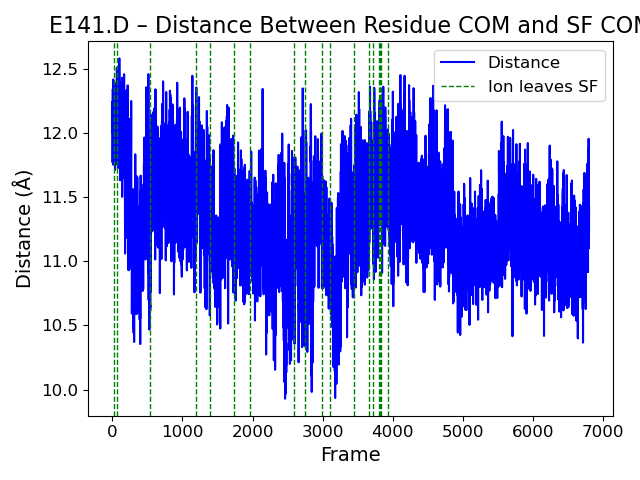 E141.D – Distance Between Residue COM and SF COM
Distance
Ion leaves SF
Distance (Å)
12.5
12.0
11.5
11.0
10.5
10.0
0 1000 2000 3000 4000 5000 6000 7000
Frame